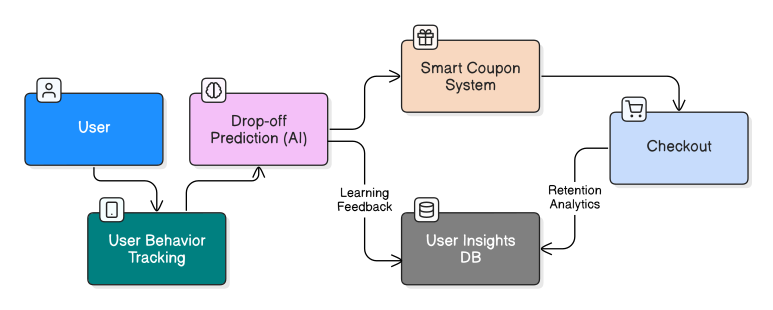 User
User Behavior
Tracking
Drop-off
Prediction (AI)
Smart Coupon
System
Learning
Feedback
User Insights
DB
Checkout
Retention
Analytics